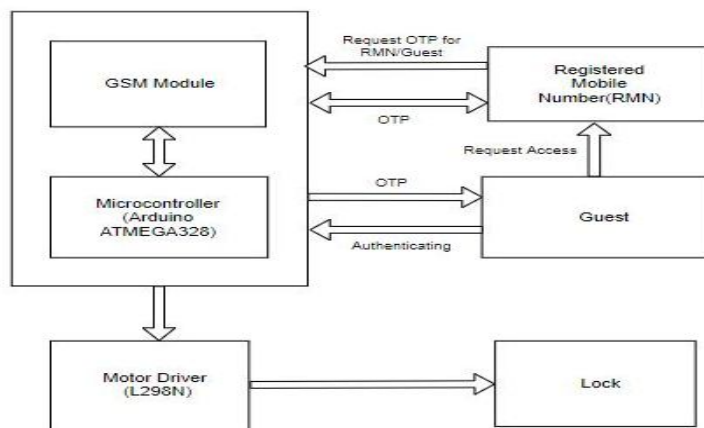 GSM Module
Microcontroller
(Arduino
ATMEGA328)
Request OTP for
RMN/Guest
OTP
Registered
Mobile
Number(RMN)
Request Access
OTP
Authenticating
Guest
Motor Driver
(L298N)
Lock